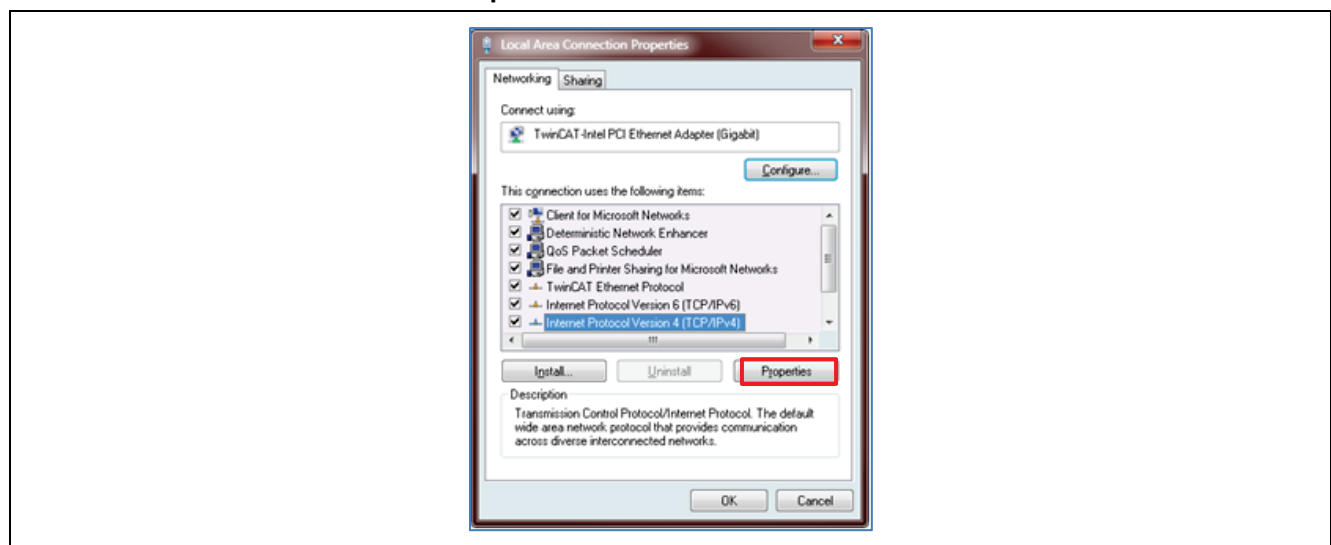 Local Area Connection Properties
Networking Sharing
Connect using:
TwinCAT-Intel PCI Ethernet Adapter (Gigabit)
Configure...
This connection uses the following items:
Client for Microsoft Networks
Deterministic Network Enhancer
QoS Packet Scheduler
File and Printer Sharing for Microsoft Networks
TwinCAT Ethernet Protocol
Internet Protocol Version 6 (TCP/IPv6)
Internet Protocol Version 4 (TCP/IPv4)
Install... Uninstall Properties
Description
Transmission Control Protocol/Internet Protocol. The default
wide area network protocol that provides communication
across diverse interconnected networks.
OK Cancel